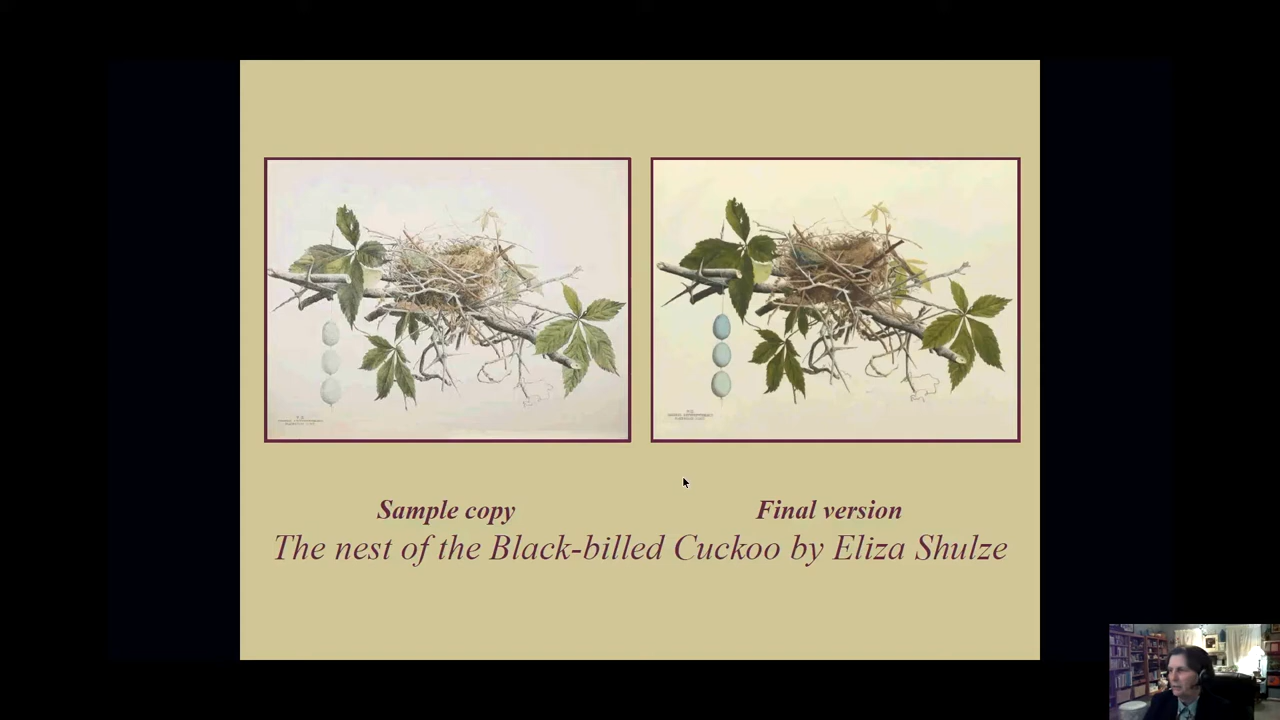 Sample copy
Final version
The nest of the Black-billed Cuckoo by Eliza Shulze